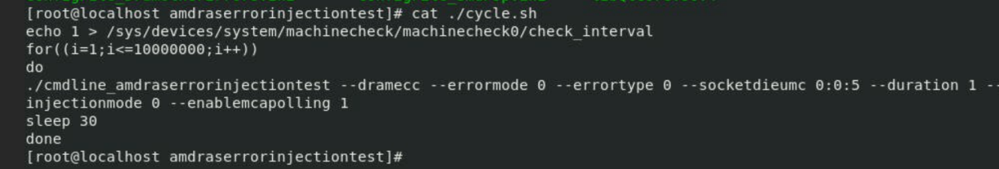 [root@localhost amdraserrorinjectiontest]# cat ./cycle.sh
echo 1 > /sys/devices/system/machinecheck/machinecheck0/check_interval
for((i=1;i<=10000000;i++))
do
./cmdline_amdraserrorinjectiontest --dramecc --errormode 0 --errortype 0 --socketdieumc 0:0:5 --duration 1 --
injectionmode 0 --enablemcapolling 1
sleep 30
done
[root@localhost amdraserrorinjectiontest]#